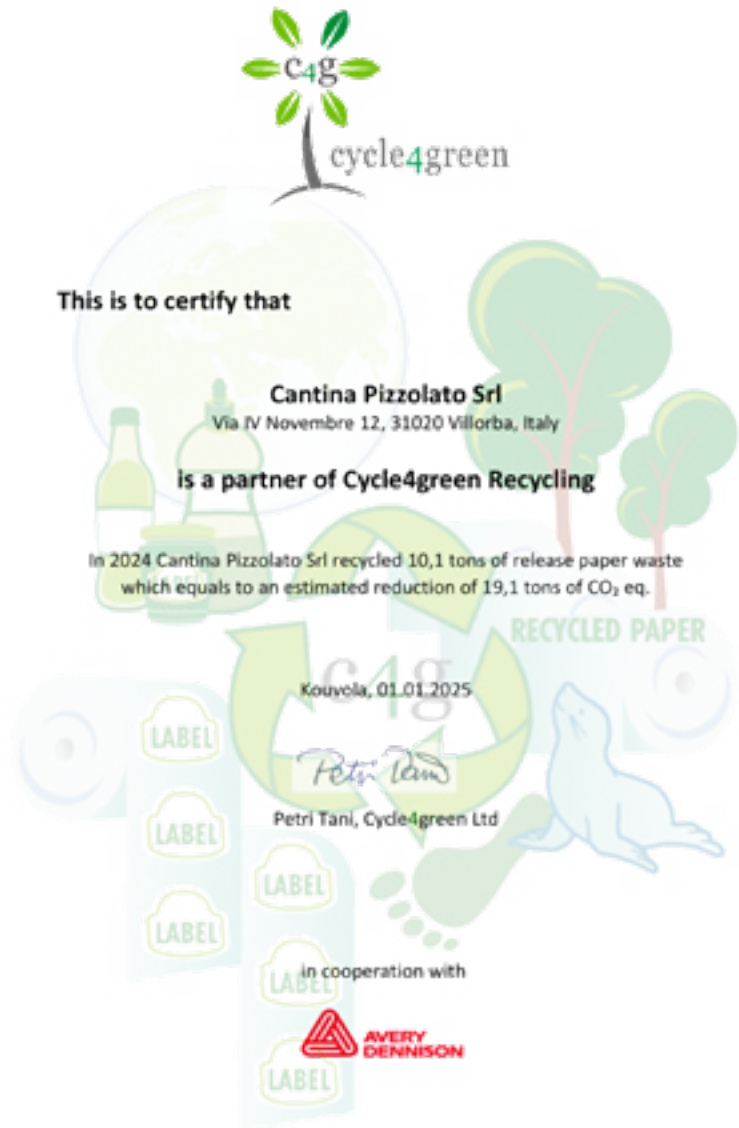 c4g
cycle4green
This is to certify that
Cantina Pizzolato Srl
Via IV Novembre 12, 31020 Villorba, Italy
is a partner of Cycle4green Recycling
In 2024 Cantina Pizzolato Srl recycled 10,1 tons of release paper waste
which equals to an estimated reduction of 19,1 tons of CO₂ eq.
LABEL
RECYCLED PAPER
c4g
Kouvola, 01.01.2025
LABEL
Petri Tani
Petri Tani, Cycle4green Ltd
LABEL
LABEL
LABEL
in cooperation with
LABEL
AVERY
DENNISON
LABEL